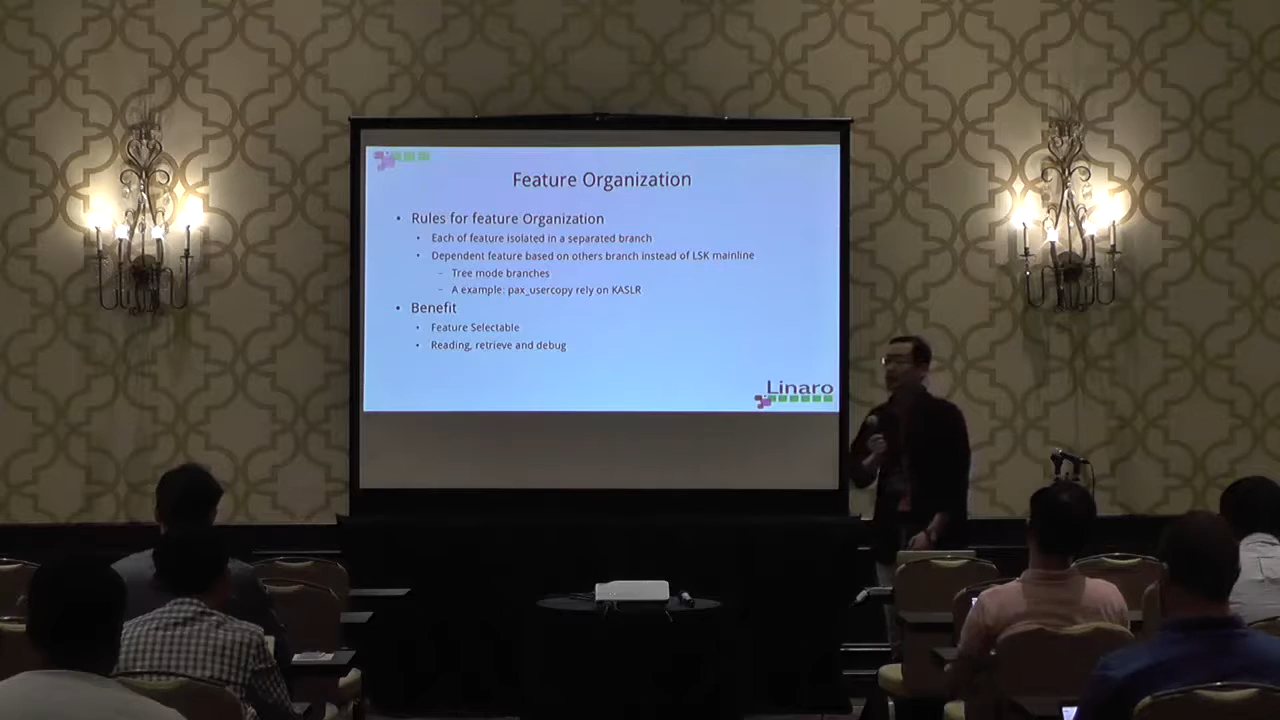 Feature Organization
• Rules for feature Organization
• Each of feature isolated in a separated branch
• Dependent feature based on others branch instead of LSK mainline
– Tree mode branches
– A example: pax_usercopy rely on KASLR
• Benefit
• Feature Selectable
• Reading, retrieve and debug
Linaro